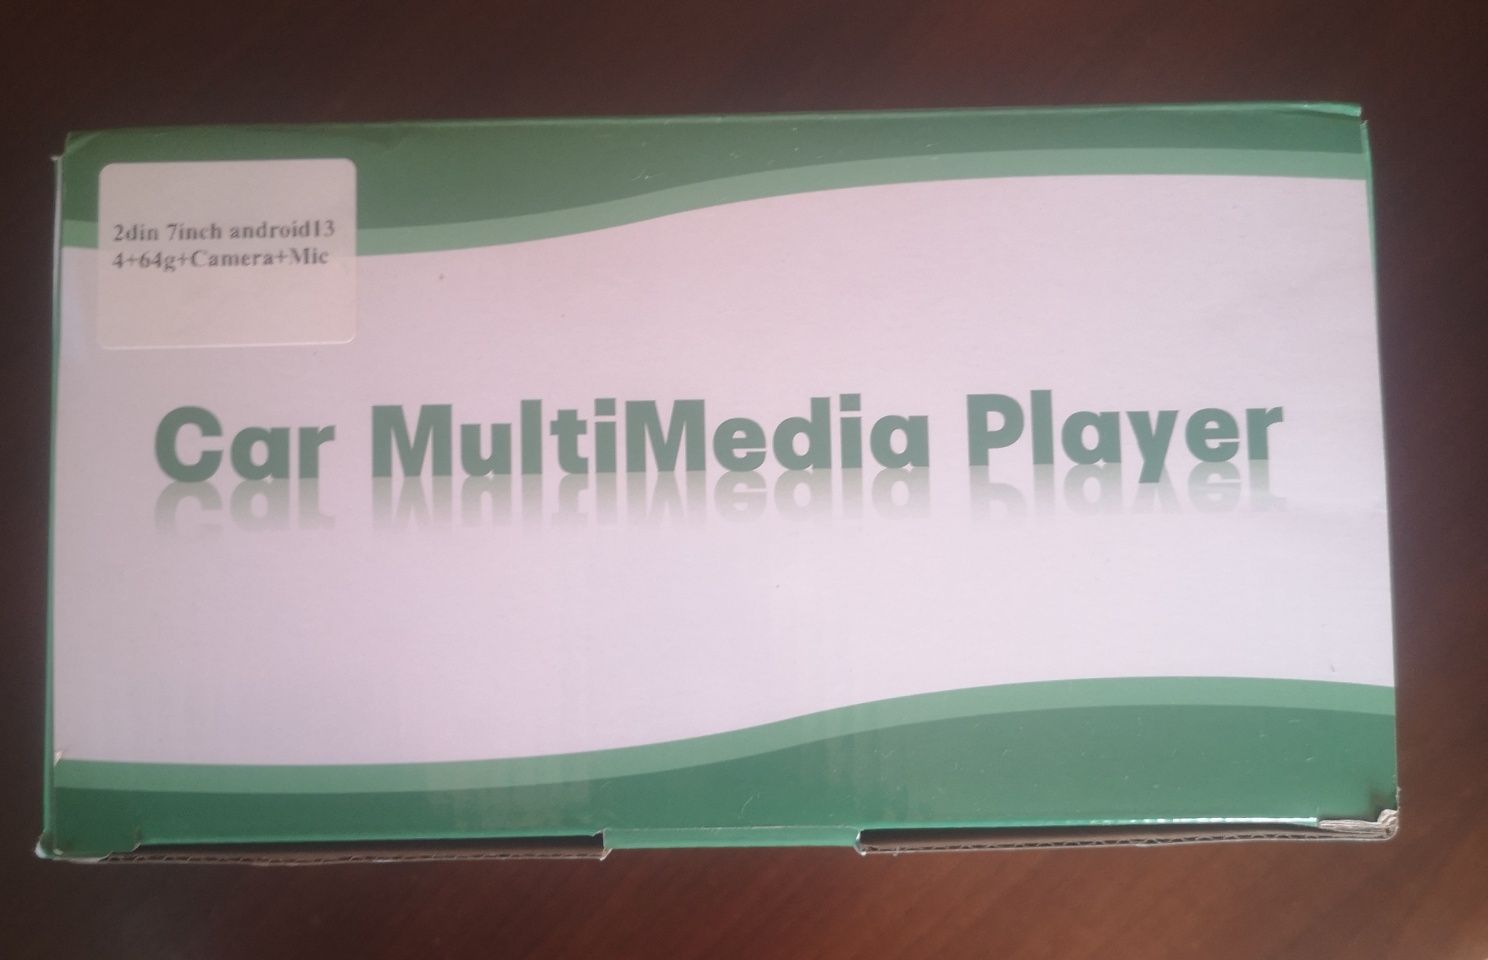 2din 7inch android13
4+64g+Camera+Mic
Car MultiMedia Player